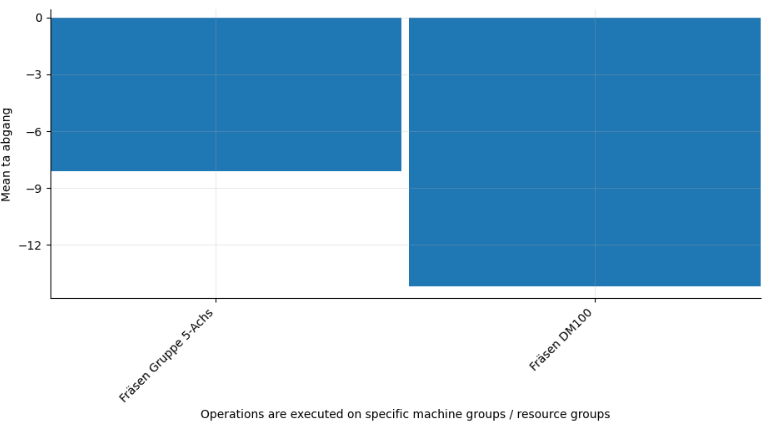 0
−3
−6
−9
−12
Mean ta abgang
Fräsen Gruppe 5-Achs
Fräsen DM100
Operations are executed on specific machine groups / resource groups